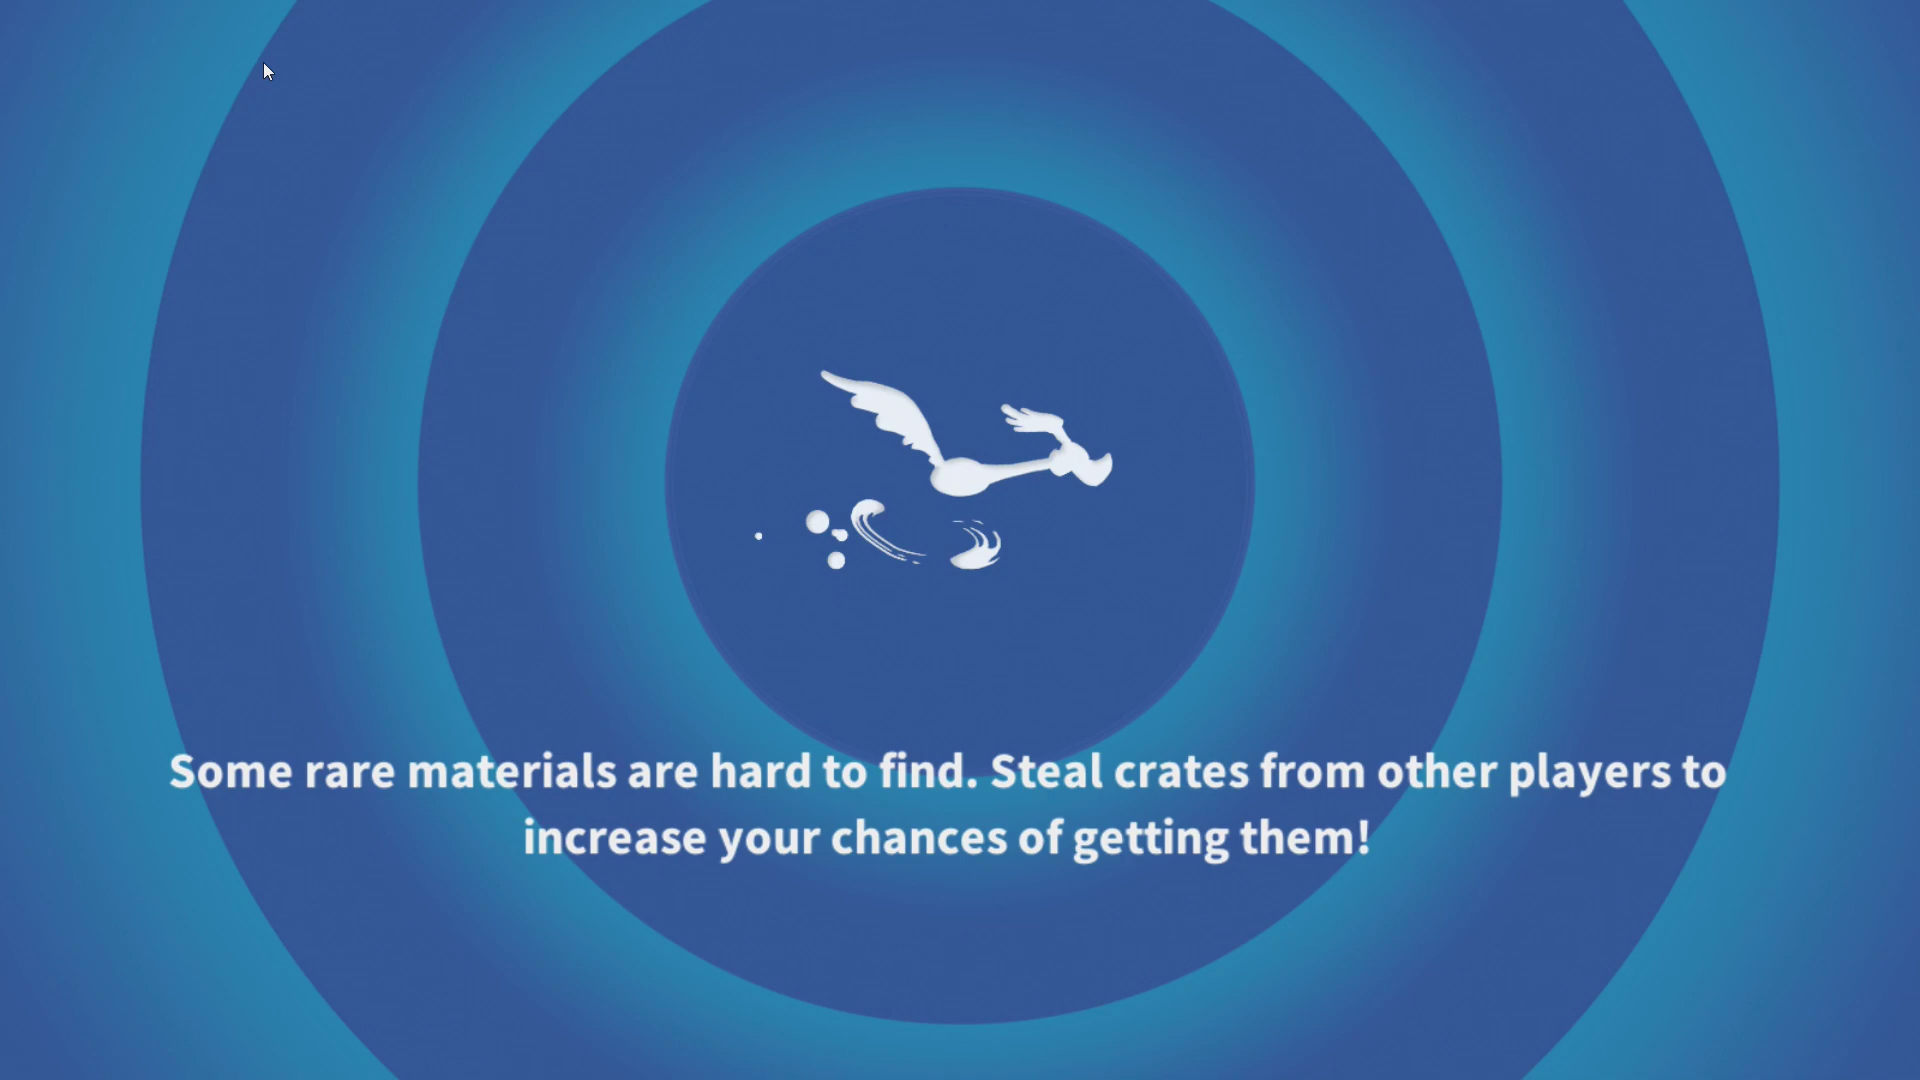 Some rare materials are hard to find. Steal crates from other players to
increase your chances of getting them!